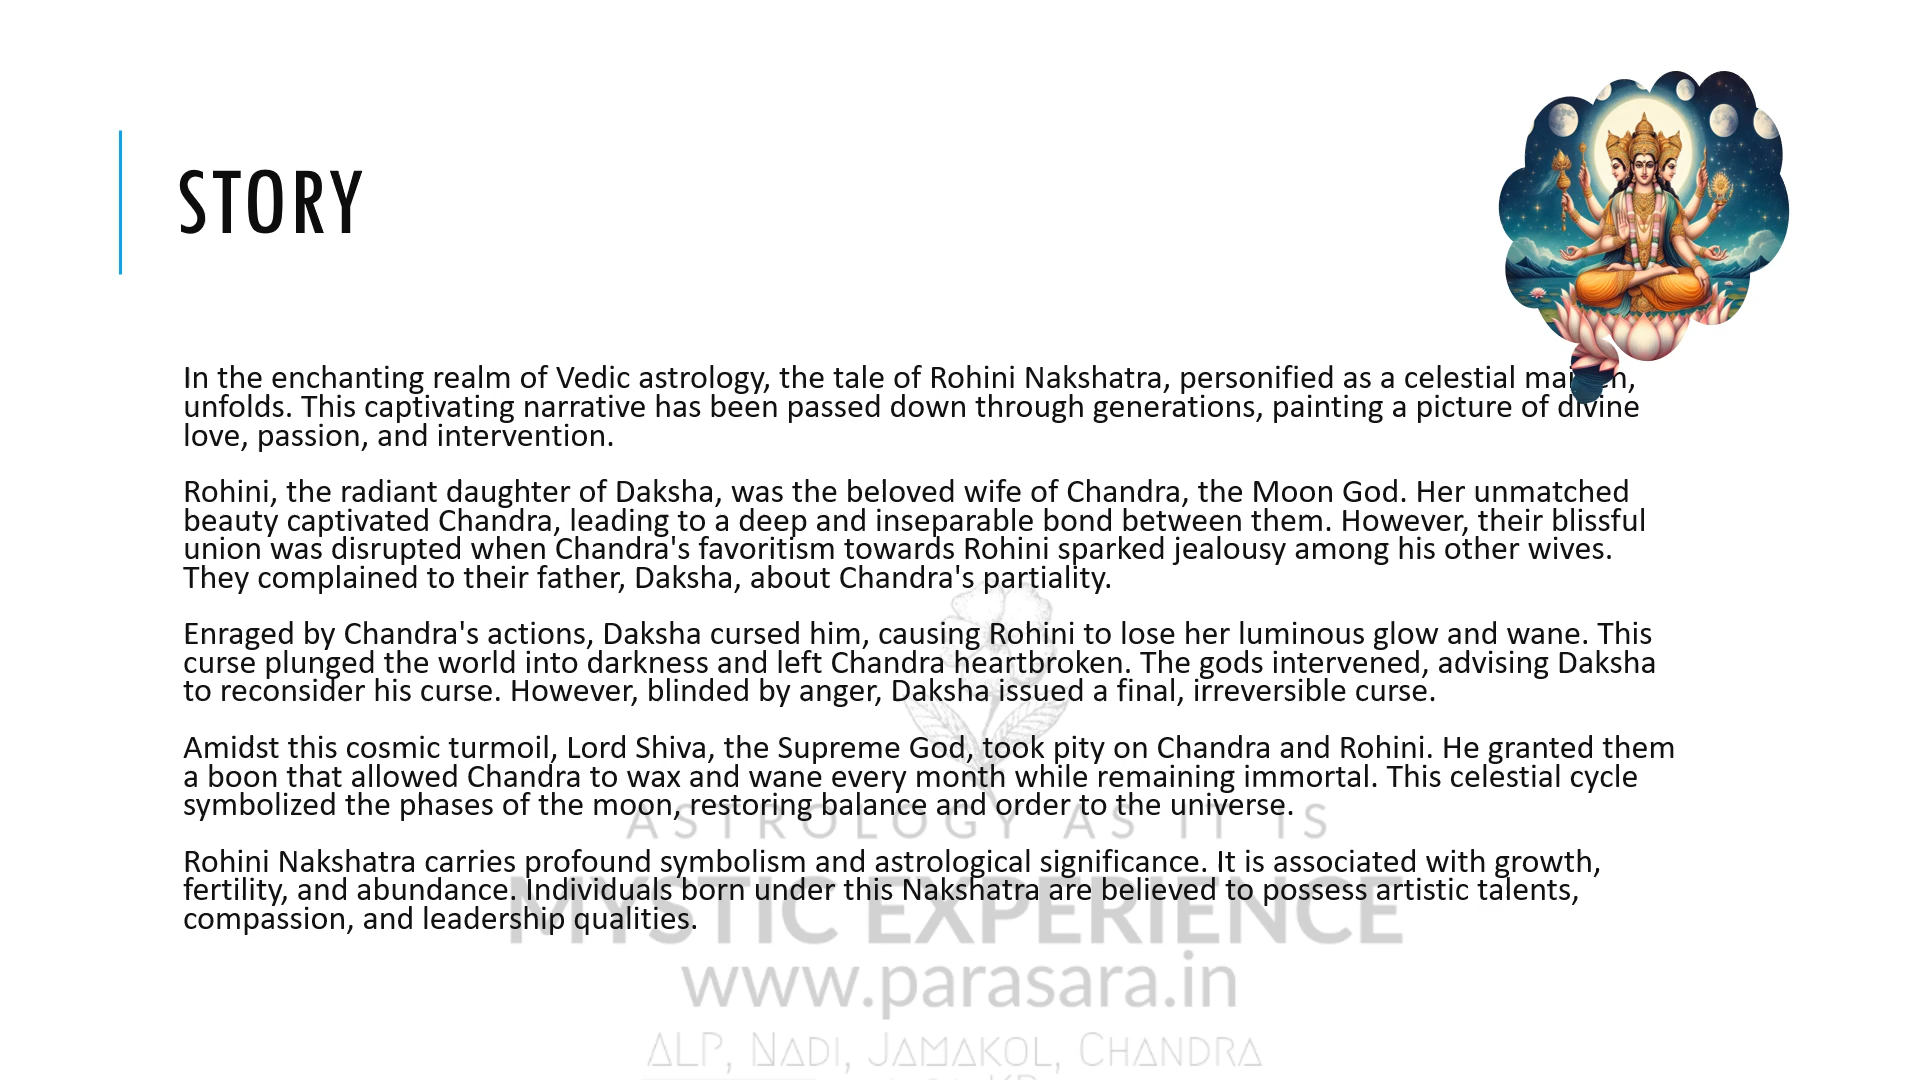 STORY
In the enchanting realm of Vedic astrology, the tale of Rohini Nakshatra, personified as a celestial maiden,
unfolds. This captivating narrative has been passed down through generations, painting a picture of divine
love, passion, and intervention.
Rohini, the radiant daughter of Daksha, was the beloved wife of Chandra, the Moon God. Her unmatched
beauty captivated Chandra, leading to a deep and inseparable bond between them. However, their blissful
union was disrupted when Chandra's favoritism towards Rohini sparked jealousy among his other wives.
They complained to their father, Daksha, about Chandra's partiality.
Enraged by Chandra's actions, Daksha cursed him, causing Rohini to lose her luminous glow and wane. This
curse plunged the world into darkness and left Chandra heartbroken. The gods intervened, advising Daksha
to reconsider his curse. However, blinded by anger, Daksha issued a final, irreversible curse.
Amidst this cosmic turmoil, Lord Shiva, the Supreme God, took pity on Chandra and Rohini. He granted them
a boon that allowed Chandra to wax and wane every month while remaining immortal. This celestial cycle
symbolized the phases of the moon, restoring balance and order to the universe.
ASTROLOGY AS IT IS
Rohini Nakshatra carries profound symbolism and astrological significance. It is associated with growth,
fertility, and abundance. Individuals born under this Nakshatra are believed to possess artistic talents,
compassion, and leadership qualities.
MYSTIC EXPERIENCE
www.parasara.in
ALP, NADI, JAMAKOL, CHANDRA